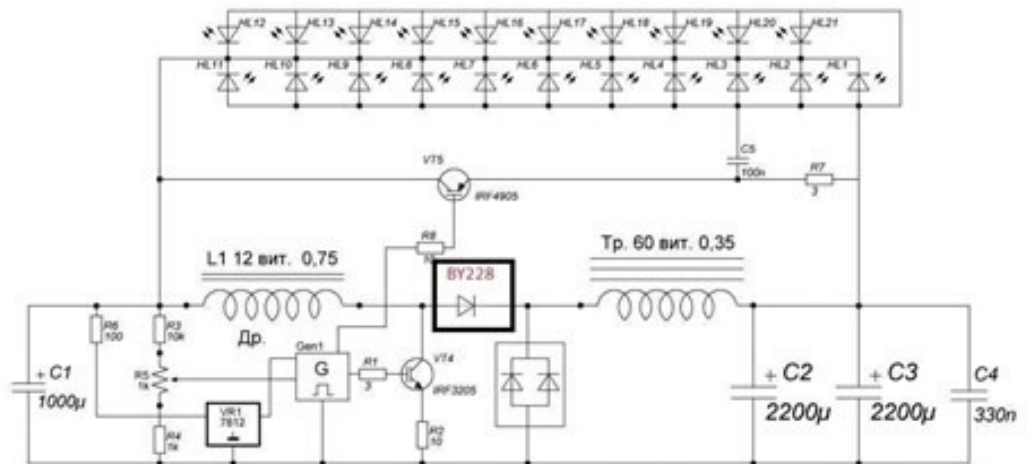 HL12 HL13 HL14 HL15 HL16 HL17 HL18 HL19 HL20 HL21
HL11 HL10 HL9 HL8 HL7 HL6 HL5 HL4 HL3 HL2 HL1
C5
100n
R7
3
VT5
IRF4905
R8
L1 12 вит. 0,75
BY228
Тр. 60 вит. 0,35
R6
100
R3
10k
Др.
Gen1
G
R1
3
VT4
IRF3205
R5
1k
+ C1
1000µ
VR1
7812
R4
1k
R2
10
+ C2
2200µ
+ C3
2200µ
C4
330n